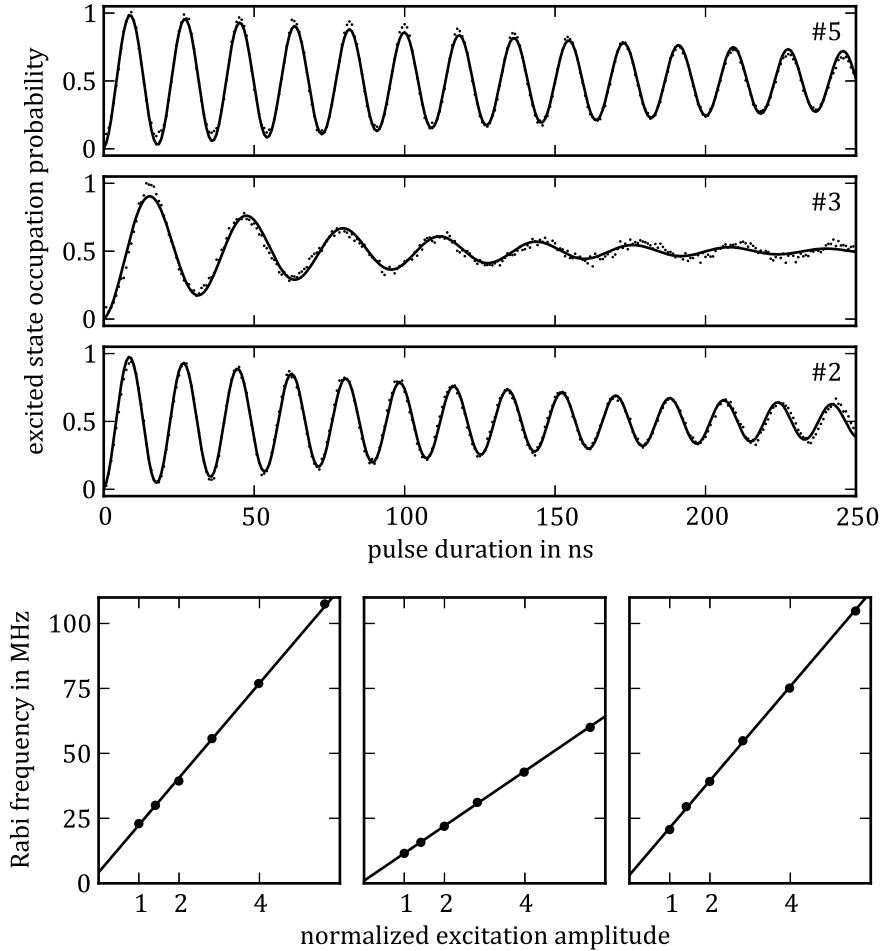 excited state occupation probability
1
0.5
0
#5
1
0.5
0
#3
1
0.5
0
#2
0 50 100 150 200 250
pulse duration in ns
Rabi frequency in MHz
100
75
50
25
0
1 2 4 1 2 4 1 2 4
normalized excitation amplitude